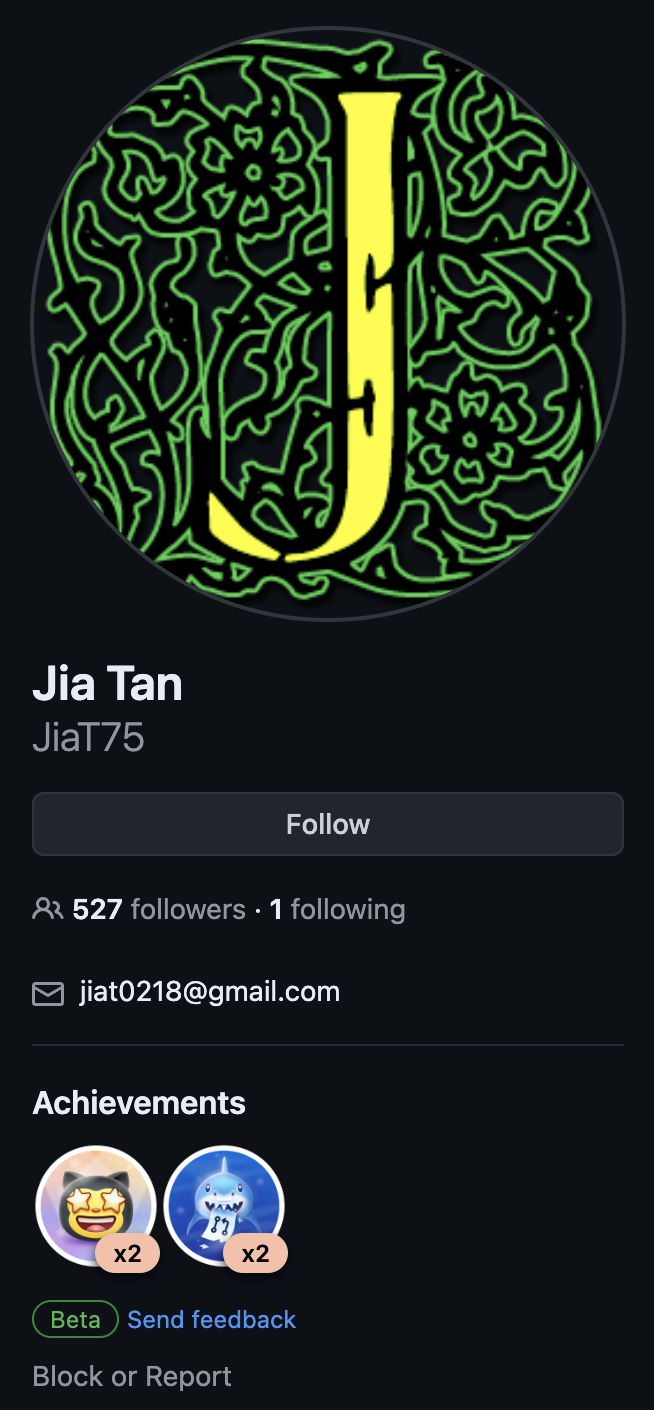 J
Jia Tan
JiaT75
Follow
527 followers · 1 following
jiat0218@gmail.com
Achievements
x2 x2
Beta Send feedback
Block or Report